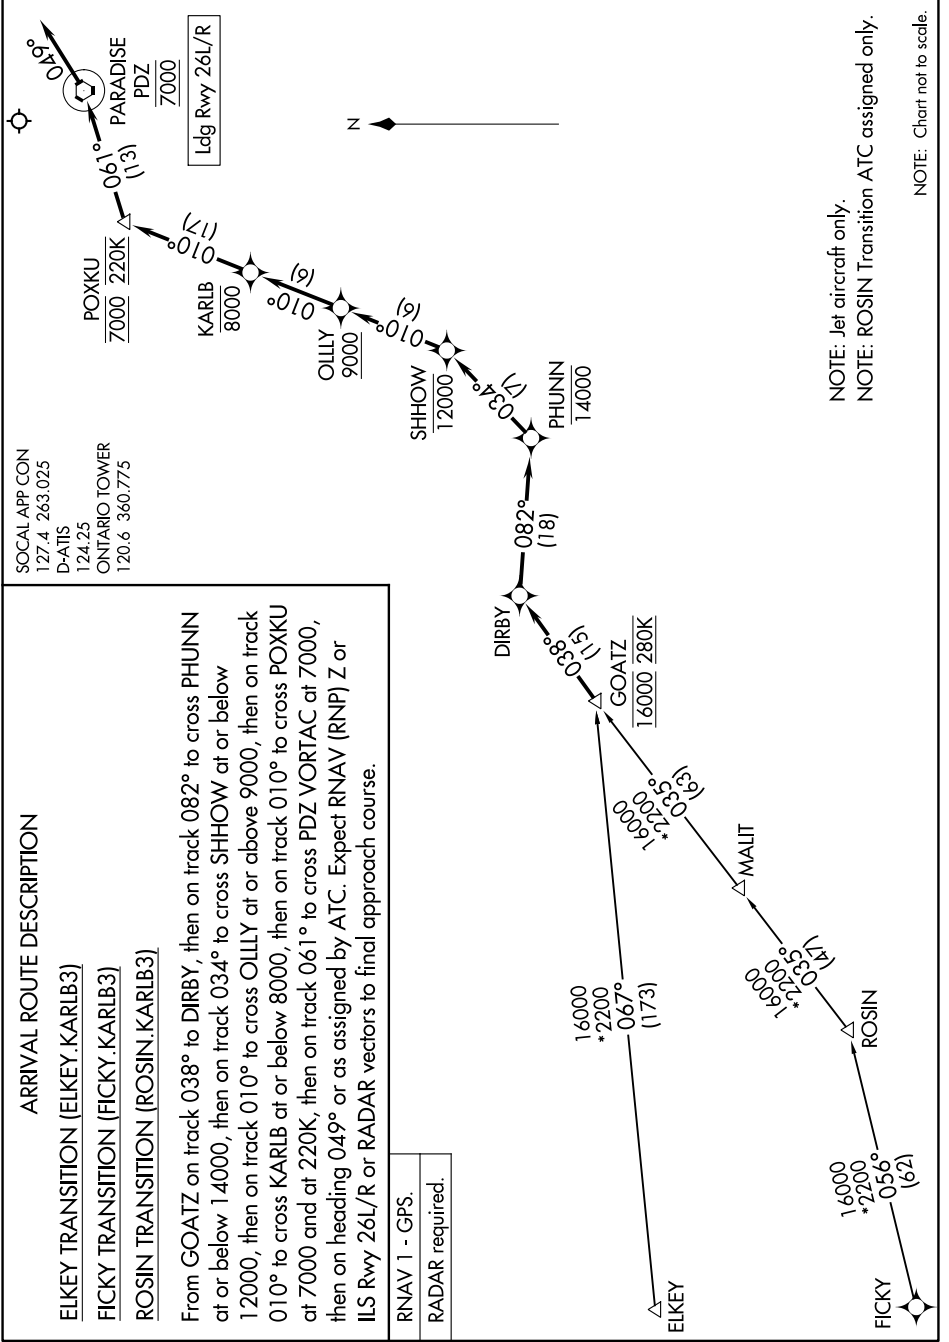 ARRIVAL ROUTE DESCRIPTION
ELKEY TRANSITION (ELKEY.KARLB3)
FICKY TRANSITION (FICKY.KARLB3)
ROSIN TRANSITION (ROSIN.KARLB3)
From GOATZ on track 038° to DIRBY, then on track 082° to cross PHUNN
at or below 14000, then on track 034° to cross SHHOW at or below
12000, then on track 010° to cross OLLLY at or above 9000, then on track
010° to cross KARLB at or below 8000, then on track 010° to cross POXKU
at 7000 and at 220K, then on track 061° to cross PDZ VORTAC at 7000,
then on heading 049° or as assigned by ATC. Expect RNAV (RNP) Z or
ILS Rwy 26L/R or RADAR vectors to final approach course.
RNAV 1 - GPS.
RADAR required.
SOCAL APP CON
127.4 263.025
D-ATIS
124.25
ONTARIO TOWER
120.6 360.775
049°
PARADISE
PDZ
7000
Ldg Rwy 26L/R
061°
(13)
POXKU
7000 220K
010°
(17)
KARLB
8000
010°
(6)
OLLLY
9000
010°
(6)
SHHOW
12000
034°
(7)
PHUNN
14000
082°
(18)
DIRBY
038°
(15)
GOATZ
16000 280K
16000
*2200
035°
(63)
MALIT
16000
*2200
035°
(47)
ROSIN
16000
*2200
067°
(173)
ELKEY
16000
*2200
056°
(62)
FICKY
N
NOTE: Jet aircraft only.
NOTE: ROSIN Transition ATC assigned only.
NOTE: Chart not to scale.